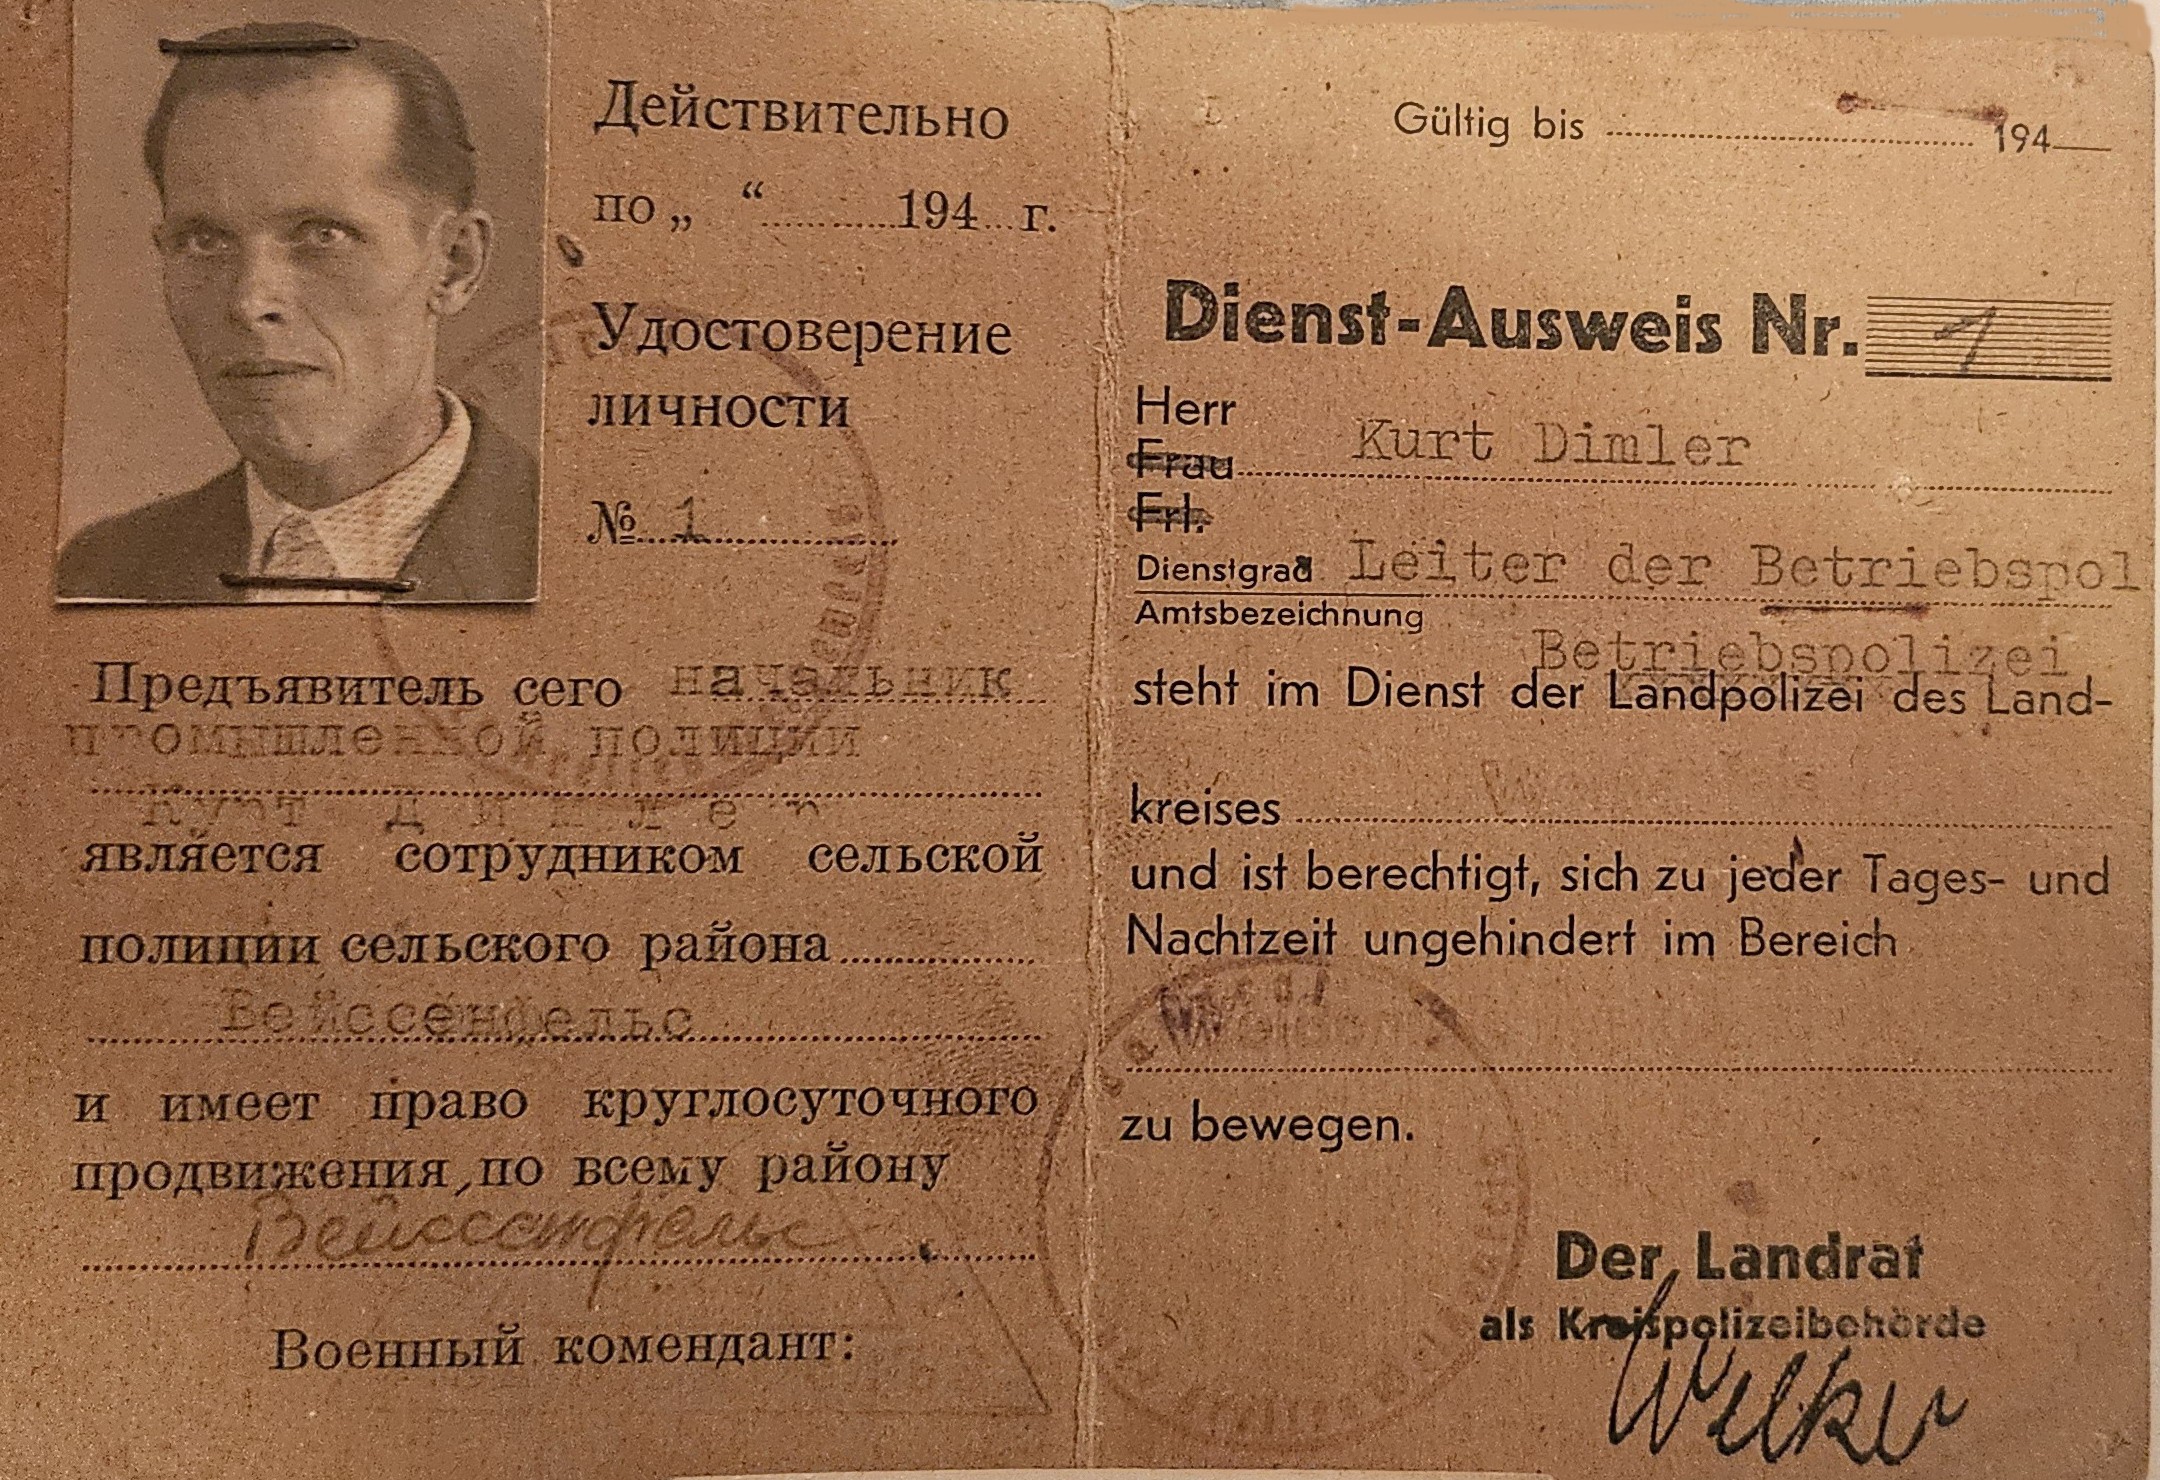 Действительно
по „ “ 194 г.
Удостоверение
личности
№ 1
Предъявитель сего начальник
промышленной полиции
Курт Димлер
является сотрудником сельской
полиции сельского района
Вейссенфельс
и имеет право круглосуточного
продвижения, по всему району
Вейссенфельс
Военный комендант:
Gültig bis 194
Dienst-Ausweis Nr. 1
Herr
Frau Kurt Dimler
Frl.
Dienstgrad Leiter der Betriebspol
Amtsbezeichnung
Betriebspolizei
steht im Dienst der Landpolizei des Land-
kreises
und ist berechtigt, sich zu jeder Tages- und
Nachtzeit ungehindert im Bereich
zu bewegen.
Der Landrat
als Kreispolizeibehörde
Welker